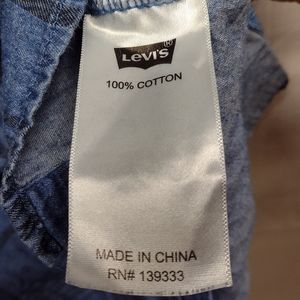 LEVI'S®
100% COTTON
MADE IN CHINA
RN# 139333